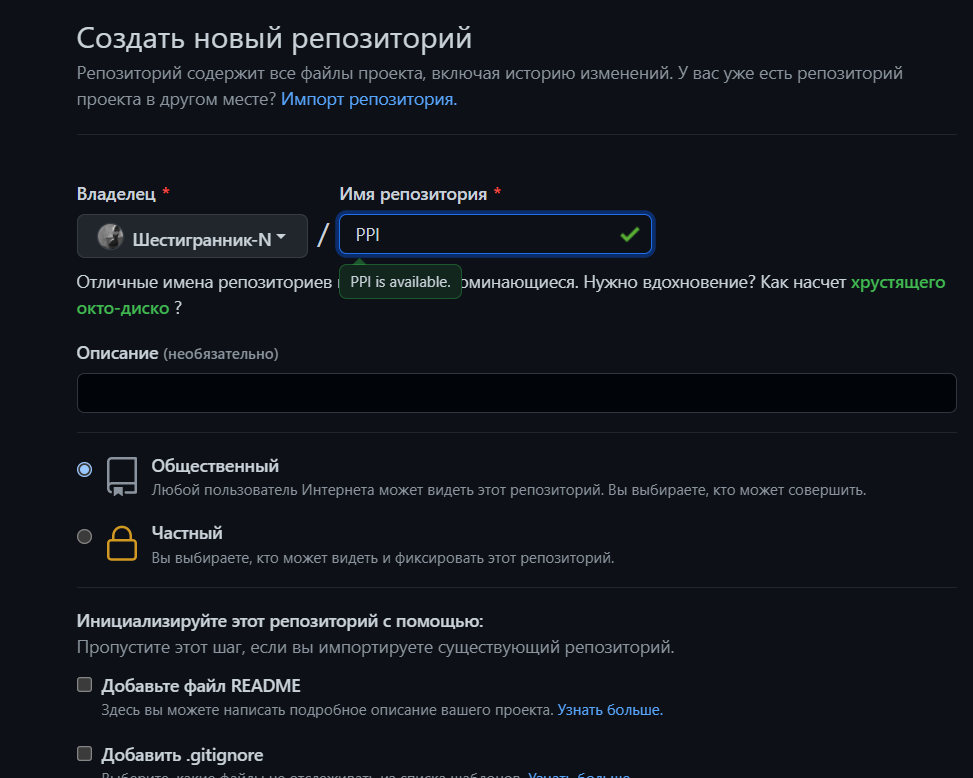 Создать новый репозиторий
Репозиторий содержит все файлы проекта, включая историю изменений. У вас уже есть репозиторий
проекта в другом месте? Импорт репозитория.
Владелец *
Имя репозитория *
Шестигранник-N
/
PPI
Отличные имена репозиториев
PPI is available.
оминающиеся. Нужно вдохновение? Как насчет хрустящего
окто-диско ?
Описание (необязательно)
Общественный
Любой пользователь Интернета может видеть этот репозиторий. Вы выбираете, кто может совершить.
Частный
Вы выбираете, кто может видеть и фиксировать этот репозиторий.
Инициализируйте этот репозиторий с помощью:
Пропустите этот шаг, если вы импортируете существующий репозиторий.
Добавьте файл README
Здесь вы можете написать подробное описание вашего проекта. Узнать больше.
Добавить .gitignore
Выберите, какие файлы не отслеживать из списка шаблонов. Узнать больше.